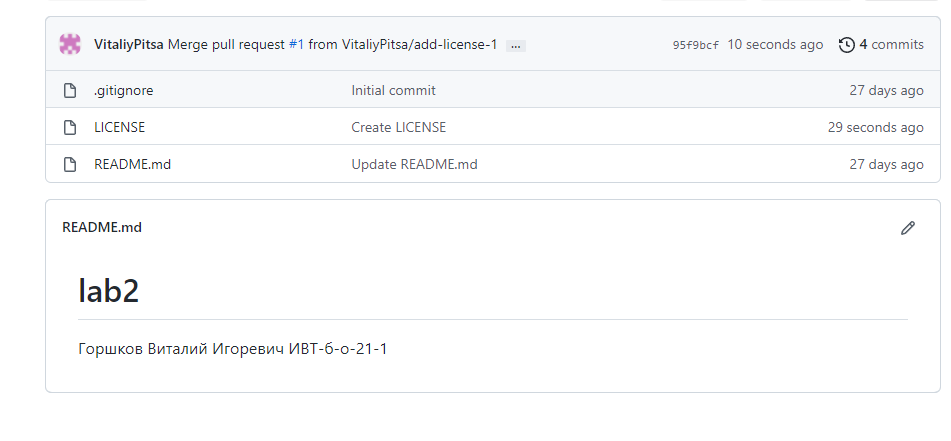 VitaliyPitsa Merge pull request #1 from VitaliyPitsa/add-license-1 ... 95f9bcf 10 seconds ago 4 commits
.gitignore Initial commit 27 days ago
LICENSE Create LICENSE 29 seconds ago
README.md Update README.md 27 days ago
README.md
lab2
Горшков Виталий Игоревич ИВТ-б-о-21-1